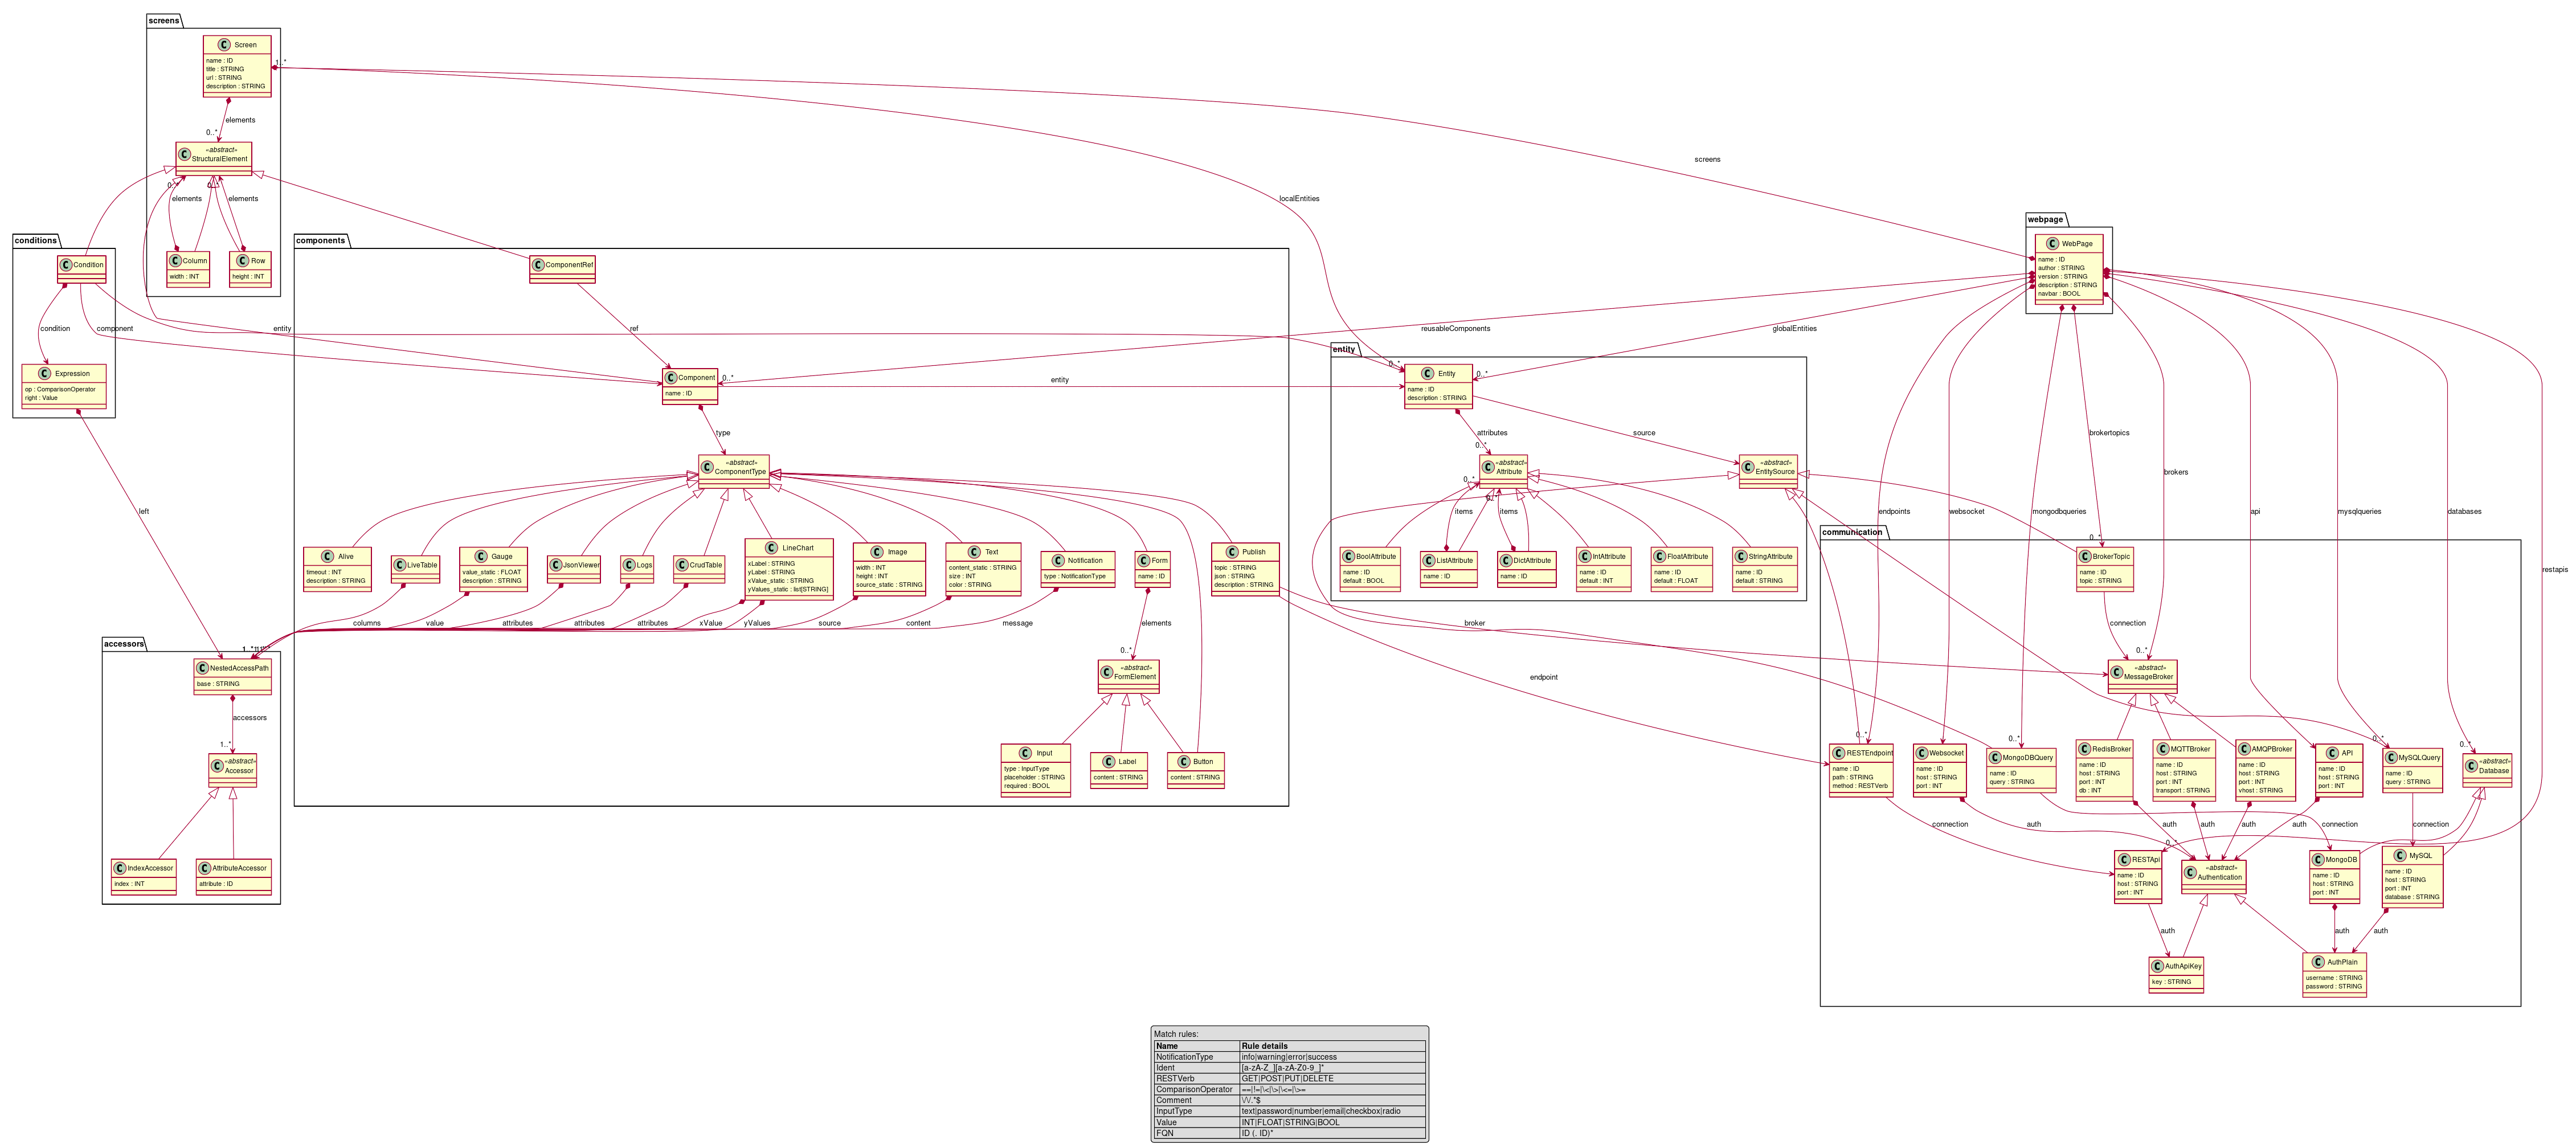 screens
Screen
name : ID
title : STRING
url : STRING
description : STRING
1..*
elements
0..*
«abstract»
StructuralElement
0..*
0..*
elements
elements
Column
width : INT
Row
height : INT
screens
localEntities
conditions
Condition
condition
component
entity
Expression
op : ComparisonOperator
right : Value
left
components
ComponentRef
ref
Component
name : ID
0..*
reusableComponents
entity
type
«abstract»
ComponentType
Alive
timeout : INT
description : STRING
LiveTable
Gauge
value_static : FLOAT
description : STRING
JsonViewer
Logs
CrudTable
LineChart
xLabel : STRING
yLabel : STRING
xValue_static : STRING
yValues_static : list[STRING]
Image
width : INT
height : INT
source_static : STRING
Text
content_static : STRING
size : INT
color : STRING
Notification
type : NotificationType
Form
name : ID
Publish
topic : STRING
json : STRING
description : STRING
columns
value
attributes
attributes
attributes
xValue
yValues
source
content
message
elements
0..*
«abstract»
FormElement
Input
type : InputType
placeholder : STRING
required : BOOL
Label
content : STRING
Button
content : STRING
broker
endpoint
accessors
1..*
NestedAccessPath
base : STRING
accessors
1..*
«abstract»
Accessor
IndexAccessor
index : INT
AttributeAccessor
attribute : ID
webpage
WebPage
name : ID
author : STRING
version : STRING
description : STRING
navbar : BOOL
globalEntities
entity
0..*
0..*
Entity
name : ID
description : STRING
attributes
0..*
source
«abstract»
Attribute
«abstract»
EntitySource
0..*
0..*
items
items
BoolAttribute
name : ID
default : BOOL
ListAttribute
name : ID
DictAttribute
name : ID
IntAttribute
name : ID
default : INT
FloatAttribute
name : ID
default : FLOAT
StringAttribute
name : ID
default : STRING
brokertopics
brokers
endpoints
websocket
mongodbqueries
api
mysqlqueries
databases
restapis
communication
0..*
BrokerTopic
name : ID
topic : STRING
connection
0..*
«abstract»
MessageBroker
0..*
RESTEndpoint
name : ID
path : STRING
method : RESTVerb
Websocket
name : ID
host : STRING
port : INT
0..*
MongoDBQuery
name : ID
query : STRING
RedisBroker
name : ID
host : STRING
port : INT
db : INT
MQTTBroker
name : ID
host : STRING
port : INT
transport : STRING
AMQPBroker
name : ID
host : STRING
port : INT
vhost : STRING
API
name : ID
host : STRING
port : INT
0..*
MySQLQuery
name : ID
query : STRING
0..*
«abstract»
Database
connection
auth
auth
auth
auth
auth
connection
connection
0..*
RESTApi
name : ID
host : STRING
port : INT
«abstract»
Authentication
MongoDB
name : ID
host : STRING
port : INT
MySQL
name : ID
host : STRING
port : INT
database : STRING
auth
auth
auth
AuthApiKey
key : STRING
AuthPlain
username : STRING
password : STRING
Match rules:
Name Rule details
NotificationType info|warning|error|success
Ident [a-zA-Z_][a-zA-Z0-9_]*
RESTVerb GET|POST|PUT|DELETE
ComparisonOperator ==|!=|\<|\>|\<=|\>=
Comment \/\/.*$
InputType text|password|number|email|checkbox|radio
Value INT|FLOAT|STRING|BOOL
FQN ID (. ID)*